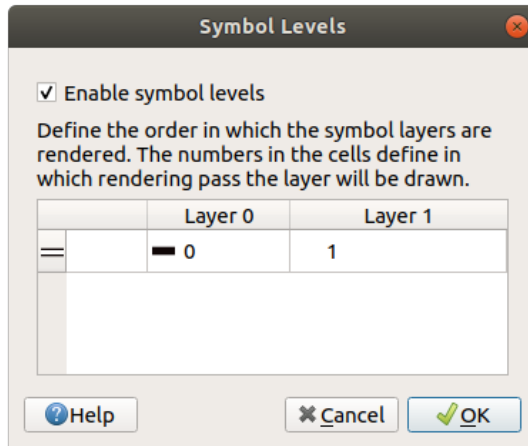 Symbol Levels
Enable symbol levels
Define the order in which the symbol layers are
rendered. The numbers in the cells define in
which rendering pass the layer will be drawn.
Layer 0 Layer 1
0 1
Help Cancel OK